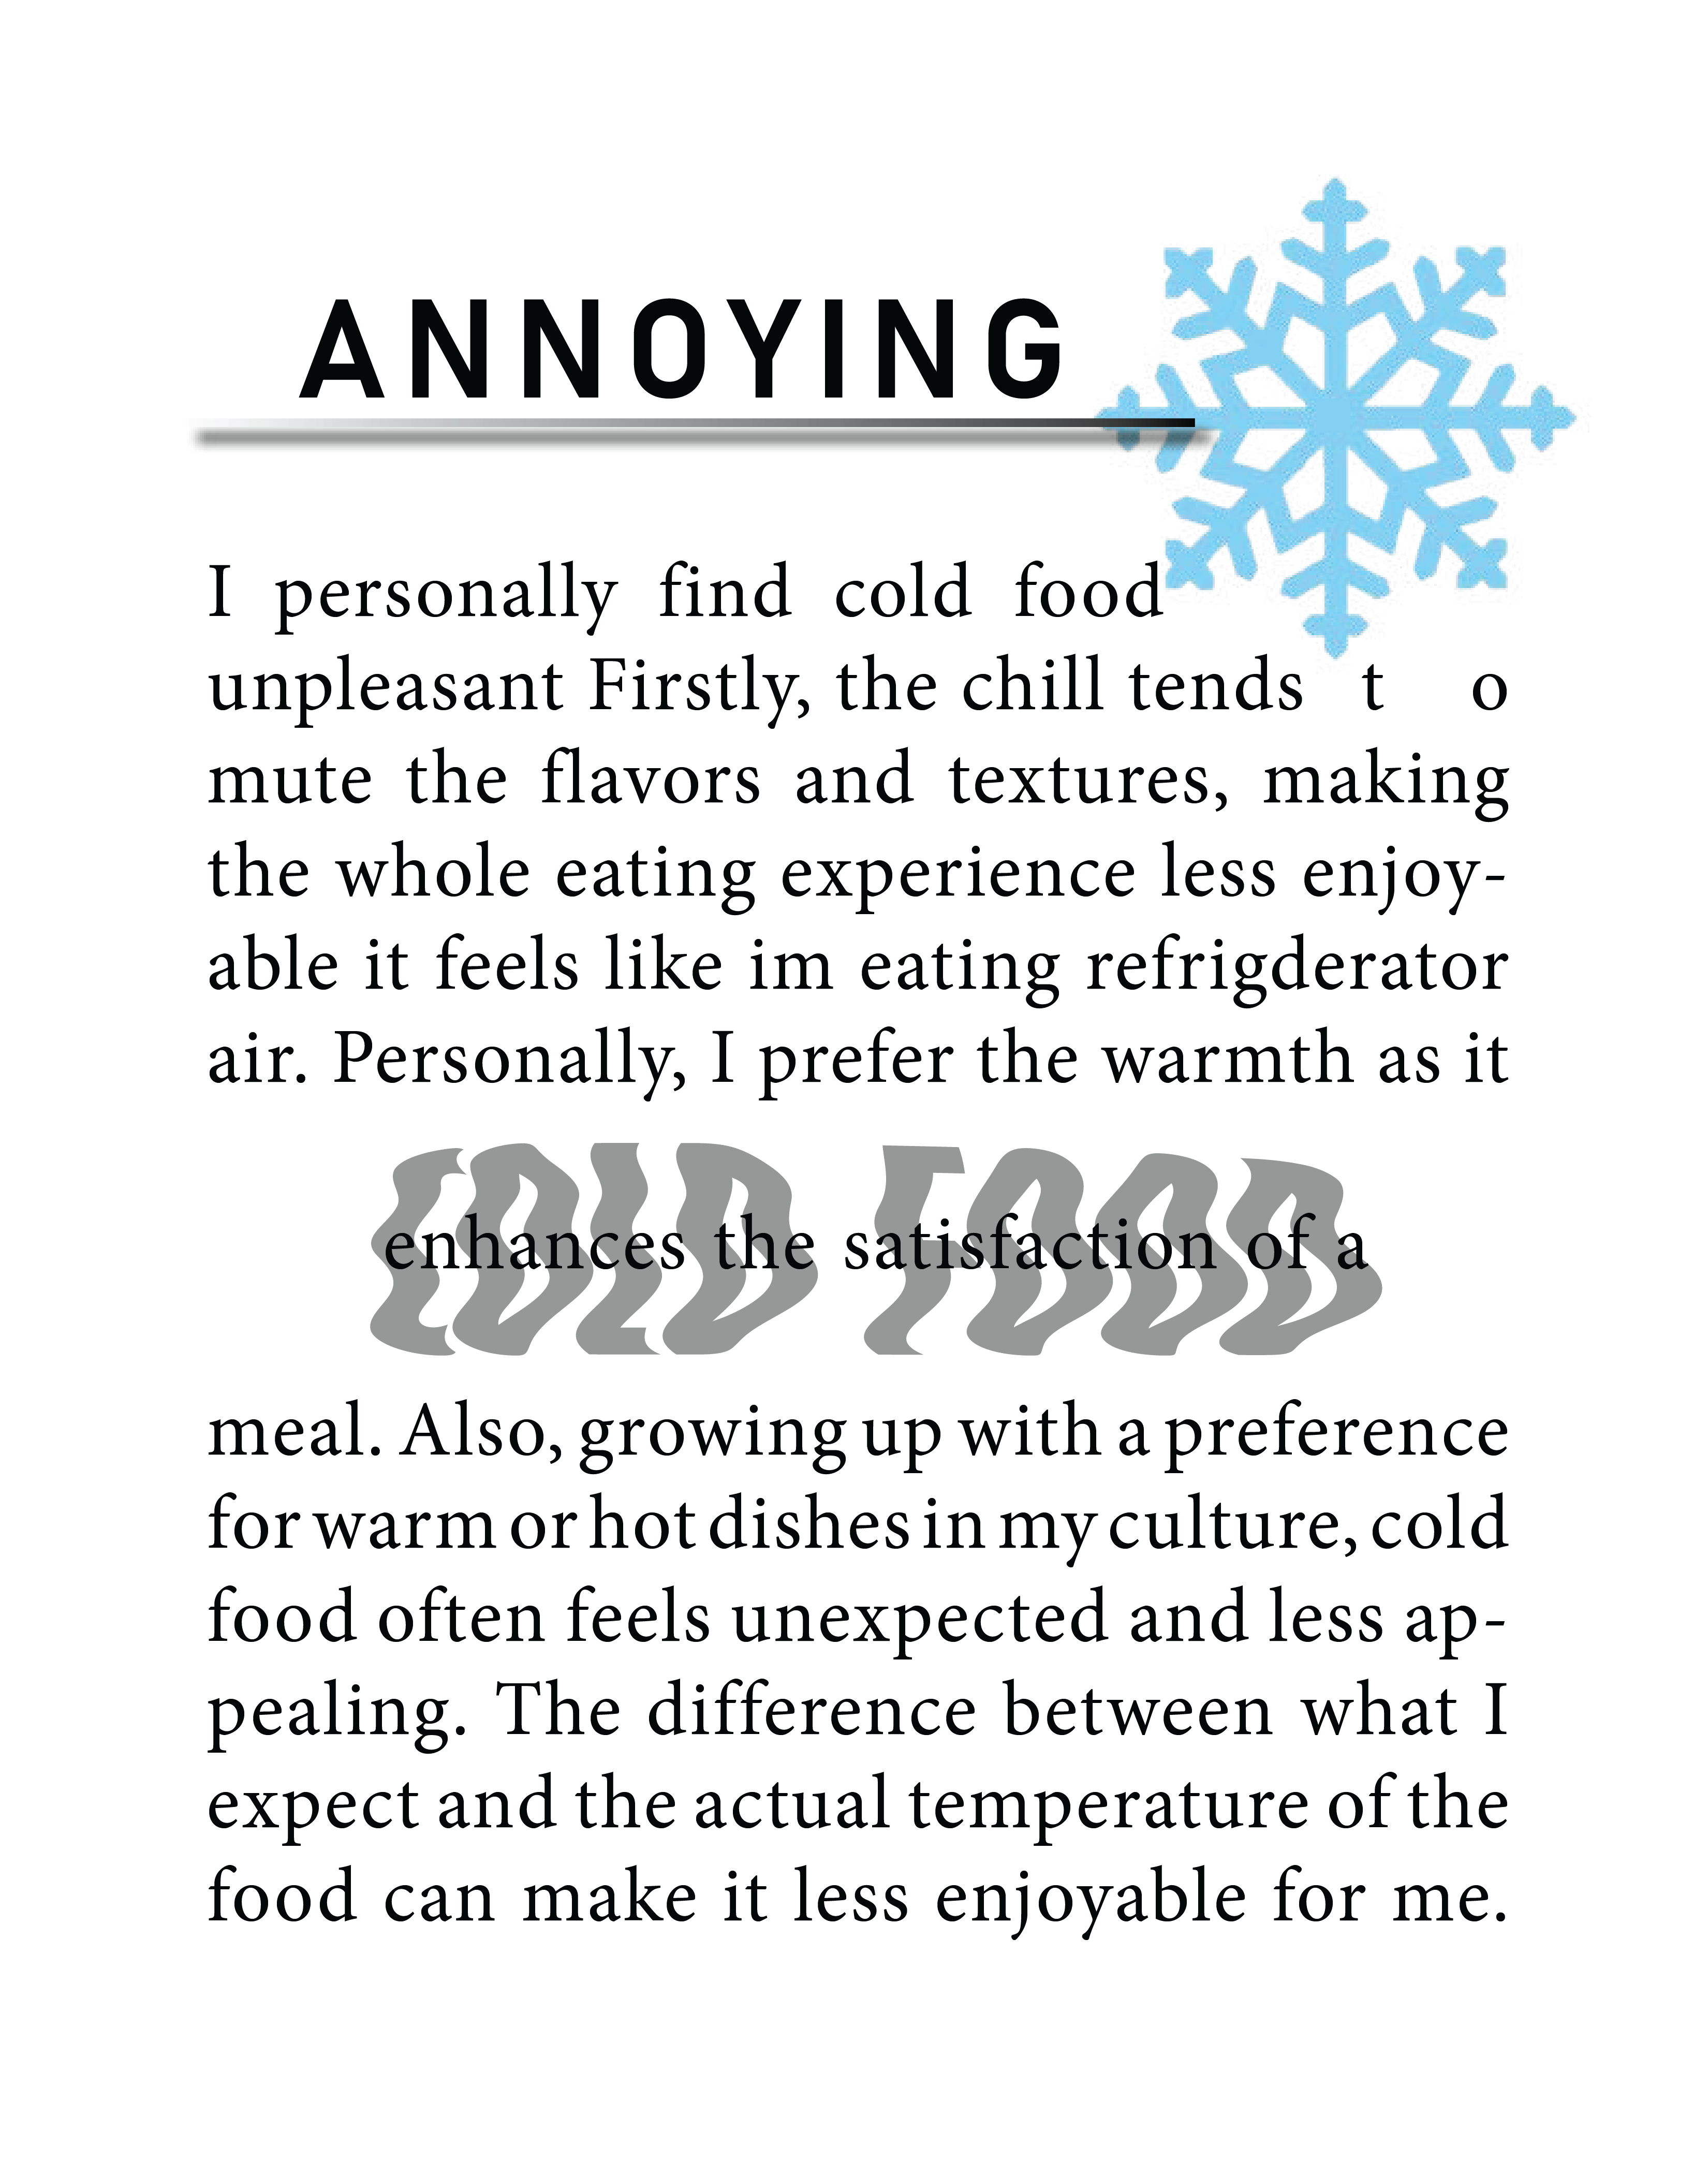 ANNOYING
I personally find cold food
unpleasant Firstly, the chill tends t o
mute the flavors and textures, making
the whole eating experience less enjoy-
able it feels like im eating refrigderator
air. Personally, I prefer the warmth as it
COLD FOOD
enhances the satisfaction of a
meal. Also, growing up with a preference
for warm or hot dishes in my culture, cold
food often feels unexpected and less ap-
pealing. The difference between what I
expect and the actual temperature of the
food can make it less enjoyable for me.